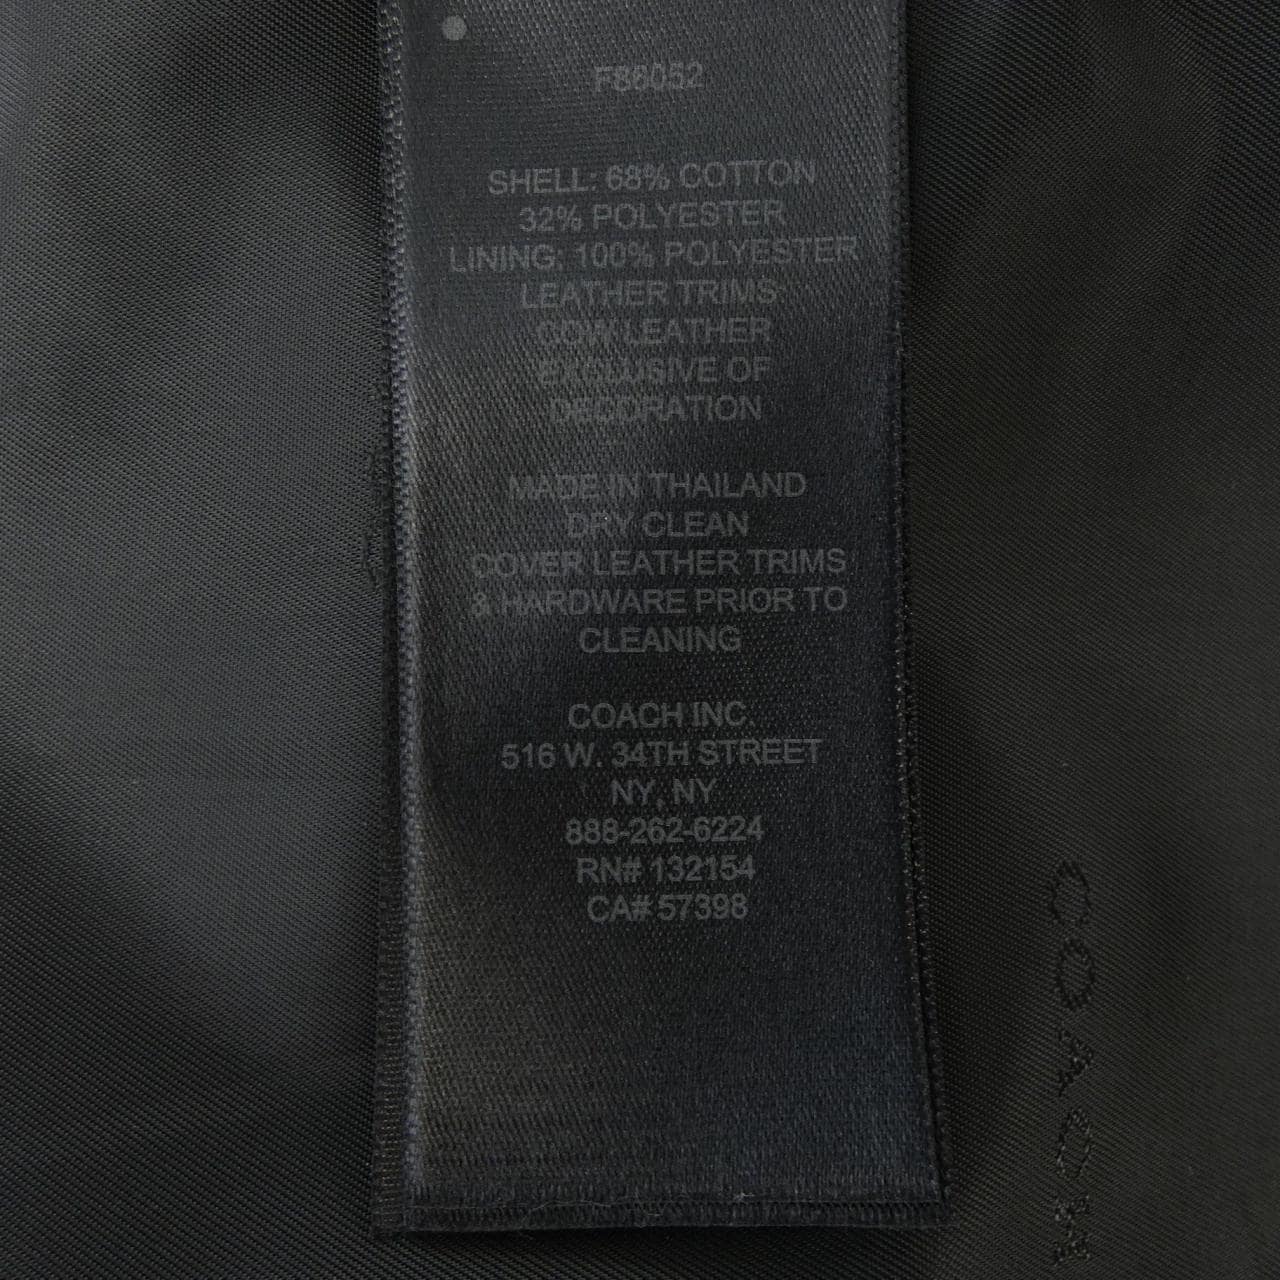 F86052
SHELL: 68% COTTON
32% POLYESTER
LINING: 100% POLYESTER
LEATHER TRIMS
COW LEATHER
EXCLUSIVE OF
DECORATION
MADE IN THAILAND
DRY CLEAN
COVER LEATHER TRIMS
& HARDWARE PRIOR TO
CLEANING
COACH INC.
516 W. 34TH STREET
NY, NY
888-262-6224
RN# 132154
CA# 57398
COACH